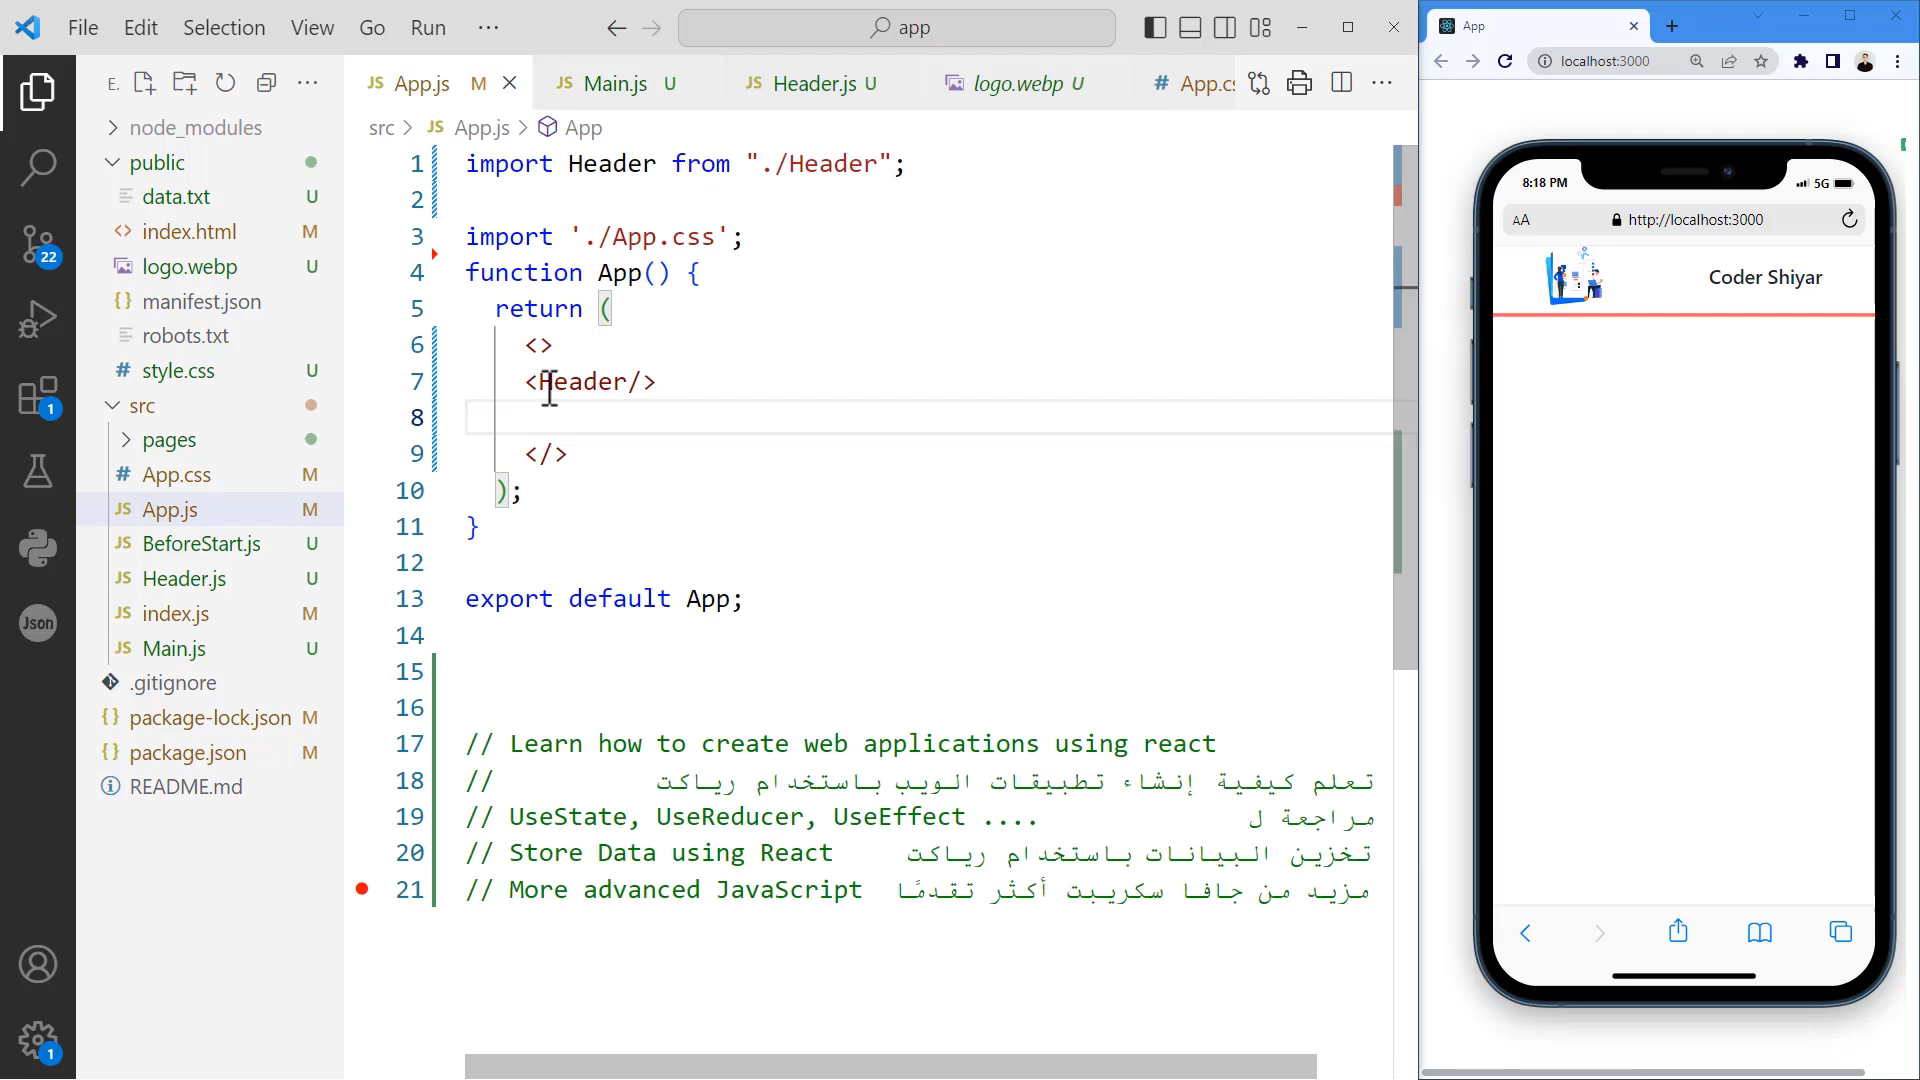 File Edit Selection View Go Run ···
app
E.
node_modules
public
data.txt U
index.html M
logo.webp U
manifest.json
robots.txt
style.css U
src
pages
App.css M
App.js M
BeforeStart.js U
Header.js U
index.js M
Main.js U
.gitignore
package-lock.json M
package.json M
README.md
22
1
Json
1
JS App.js M
JS Main.js U
JS Header.js U
logo.webp U
# App.cs
src > JS App.js > App
1 import Header from "./Header";
2
3 import './App.css';
4 function App() {
5 return (
6 <>
7 <Header/>
8
9 </>
10 );
11 }
12
13 export default App;
14
15
16
17 // Learn how to create web applications using react
18 // تعلم كيفية إنشاء تطبيقات الويب باستخدام رياكت
19 // UseState, UseReducer, UseEffect .... مراجعة ل
20 // Store Data using React تخزين البيانات باستخدام رياكت
21 // More advanced JavaScript مزيد من جافا سكريبت أكثر تقدمًا
App
localhost:3000
8:18 PM
5G
AA http://localhost:3000
Coder Shiyar